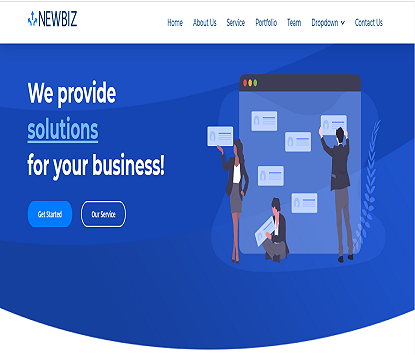 NEWBIZ
Home About Us Service Portfolio Team Dropdown Contact Us
We provide
solutions
for your business!
Get Started Our Service